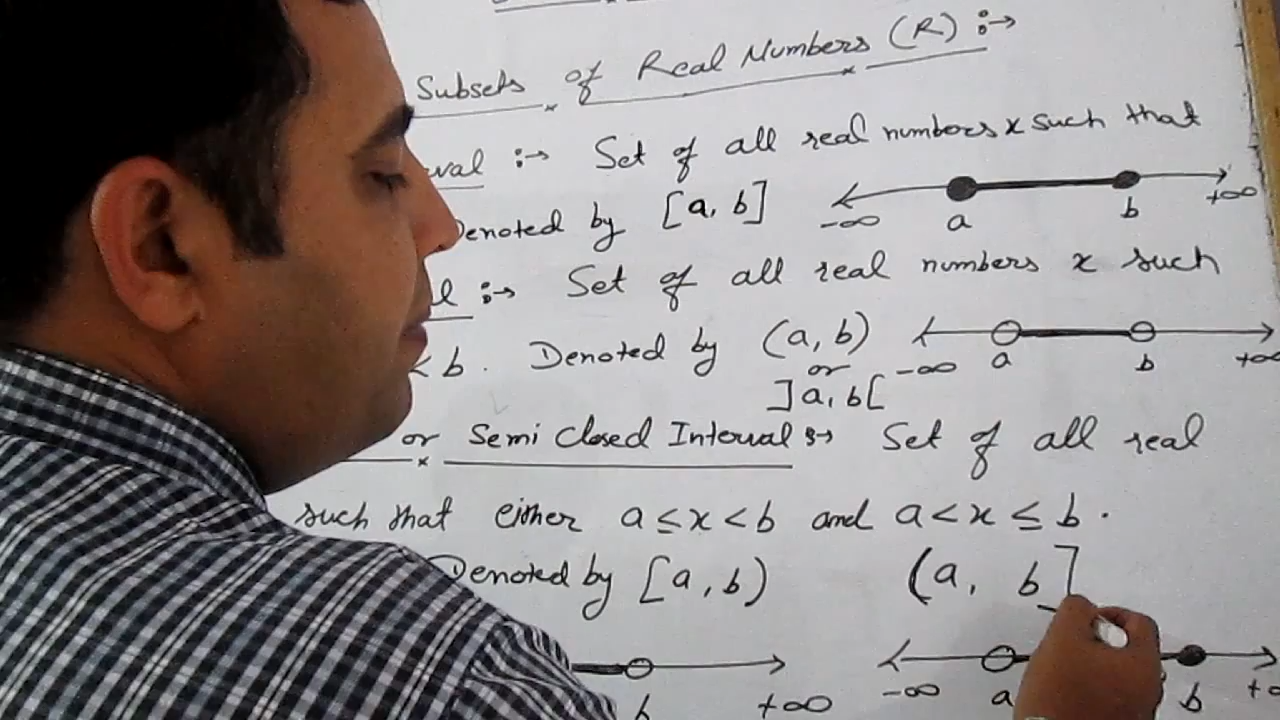 Subsets of Real Numbers (R) :→
:→ Set of all real numbers x such that
Denoted by [a, b]
-∞ a b +∞
:→ Set of all real numbers x such
< b. Denoted by (a, b)
or
]a, b[
-∞ a b +∞
or Semi Closed Interval :→ Set of all real
such that either a ≤ x < b and a < x ≤ b.
Denoted by [a, b) (a, b]
b +∞ -∞ a b